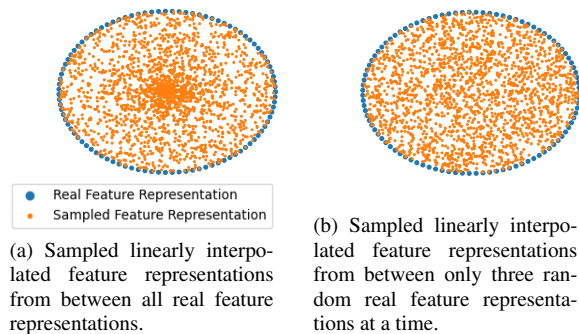 Real Feature Representation
Sampled Feature Representation
(a) Sampled linearly interpo-
lated feature representations
from between all real feature
representations.
(b) Sampled linearly interpo-
lated feature representations
from between only three ran-
dom real feature representa-
tions at a time.